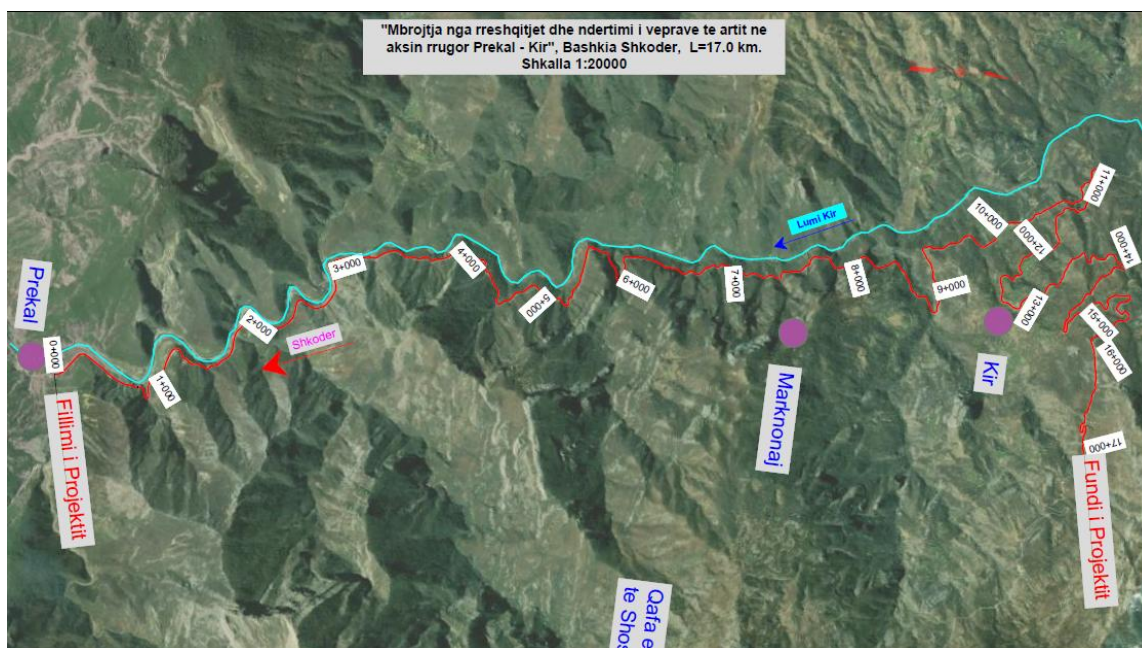 "Mbrojtja nga rreshqitjet dhe ndertimi i veprave te artit ne
aksin rrugor Prekal - Kir", Bashkia Shkoder, L=17.0 km.
Shkalla 1:20000
Prekal
0+000
Fillimi i Projektit
1+000
2+000
Shkoder
3+000
4+000
5+000
6+000
7+000
Lumi Kir
8+000
9+000
10+000
11+000
12+000
13+000
14+000
15+000
16+000
17+000
Marknonaj
Kir
Fundi i Projektit
Qafa e
te Shos